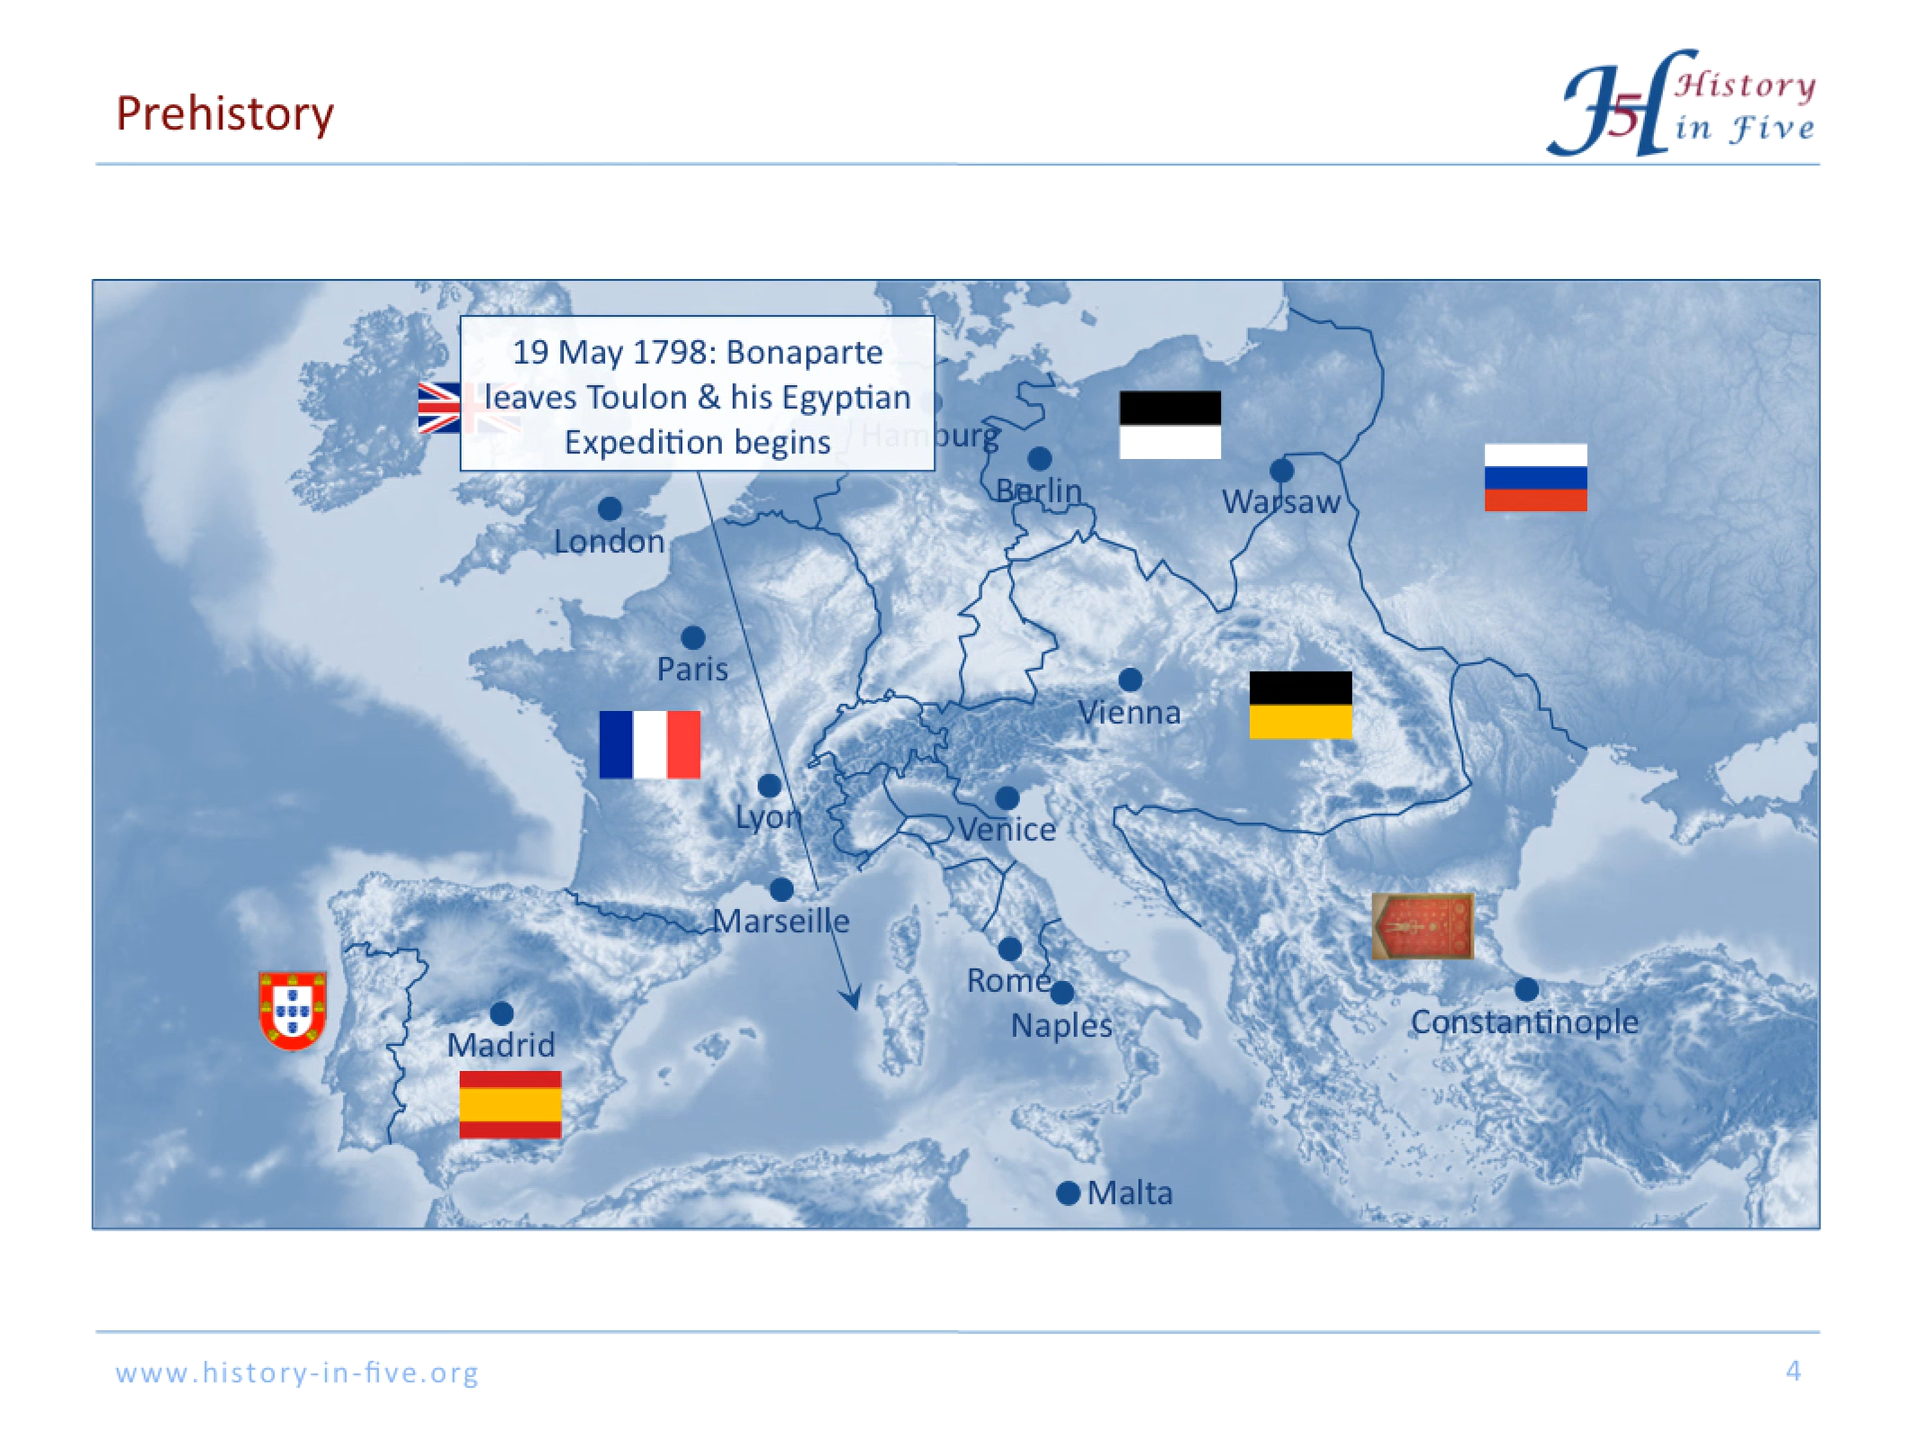 Prehistory
History
in Five
19 May 1798: Bonaparte
leaves Toulon & his Egyptian
Expedition begins
Hamburg
Berlin
Warsaw
London
Paris
Vienna
Lyon
Venice
Marseille
Rome
Naples
Madrid
Constantinople
Malta
www.history-in-five.org
4